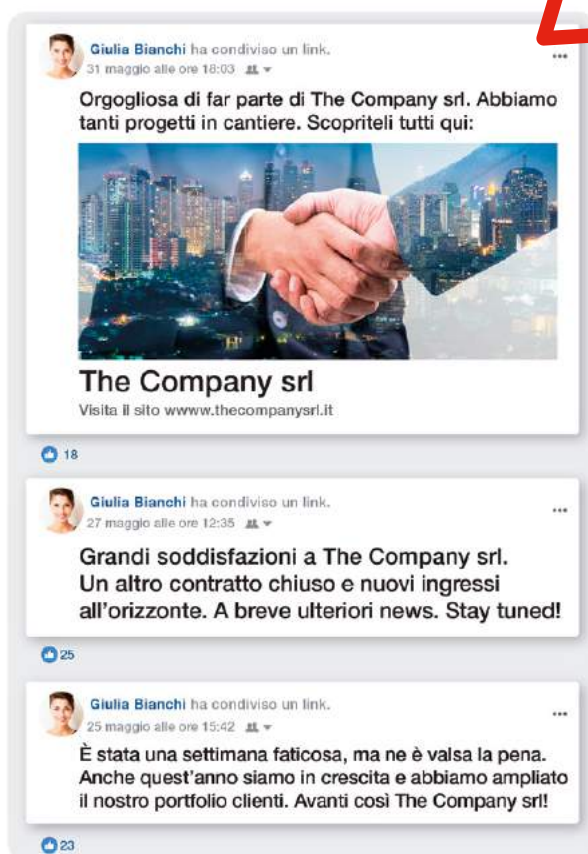 Giulia Bianchi ha condiviso un link.
31 maggio alle ore 18:03
Orgogliosa di far parte di The Company srl. Abbiamo
tanti progetti in cantiere. Scopriteli tutti qui:
The Company srl
Visita il sito wwww.thecompanysrl.it
18
Giulia Bianchi ha condiviso un link.
27 maggio alle ore 12:35
Grandi soddisfazioni a The Company srl.
Un altro contratto chiuso e nuovi ingressi
all'orizzonte. A breve ulteriori news. Stay tuned!
25
Giulia Bianchi ha condiviso un link.
25 maggio alle ore 15:42
È stata una settimana faticosa, ma ne è valsa la pena.
Anche quest'anno siamo in crescita e abbiamo ampliato
il nostro portfolio clienti. Avanti così The Company srl!
23